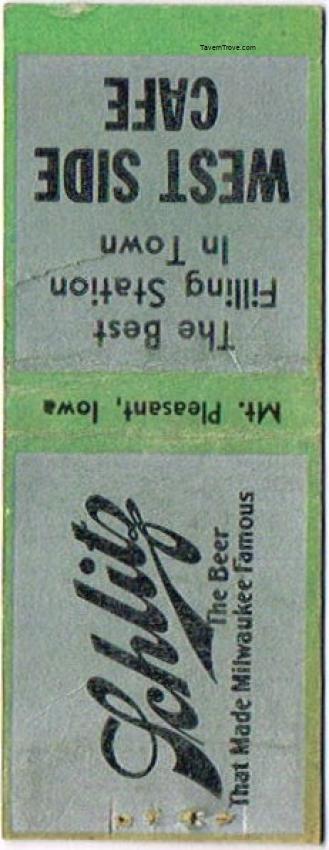 TavernTrove.com
WEST SIDE
CAFE
The Best
Filling Station
In Town
Mt. Pleasant, Iowa
Schlitz
The Beer
That Made Milwaukee Famous